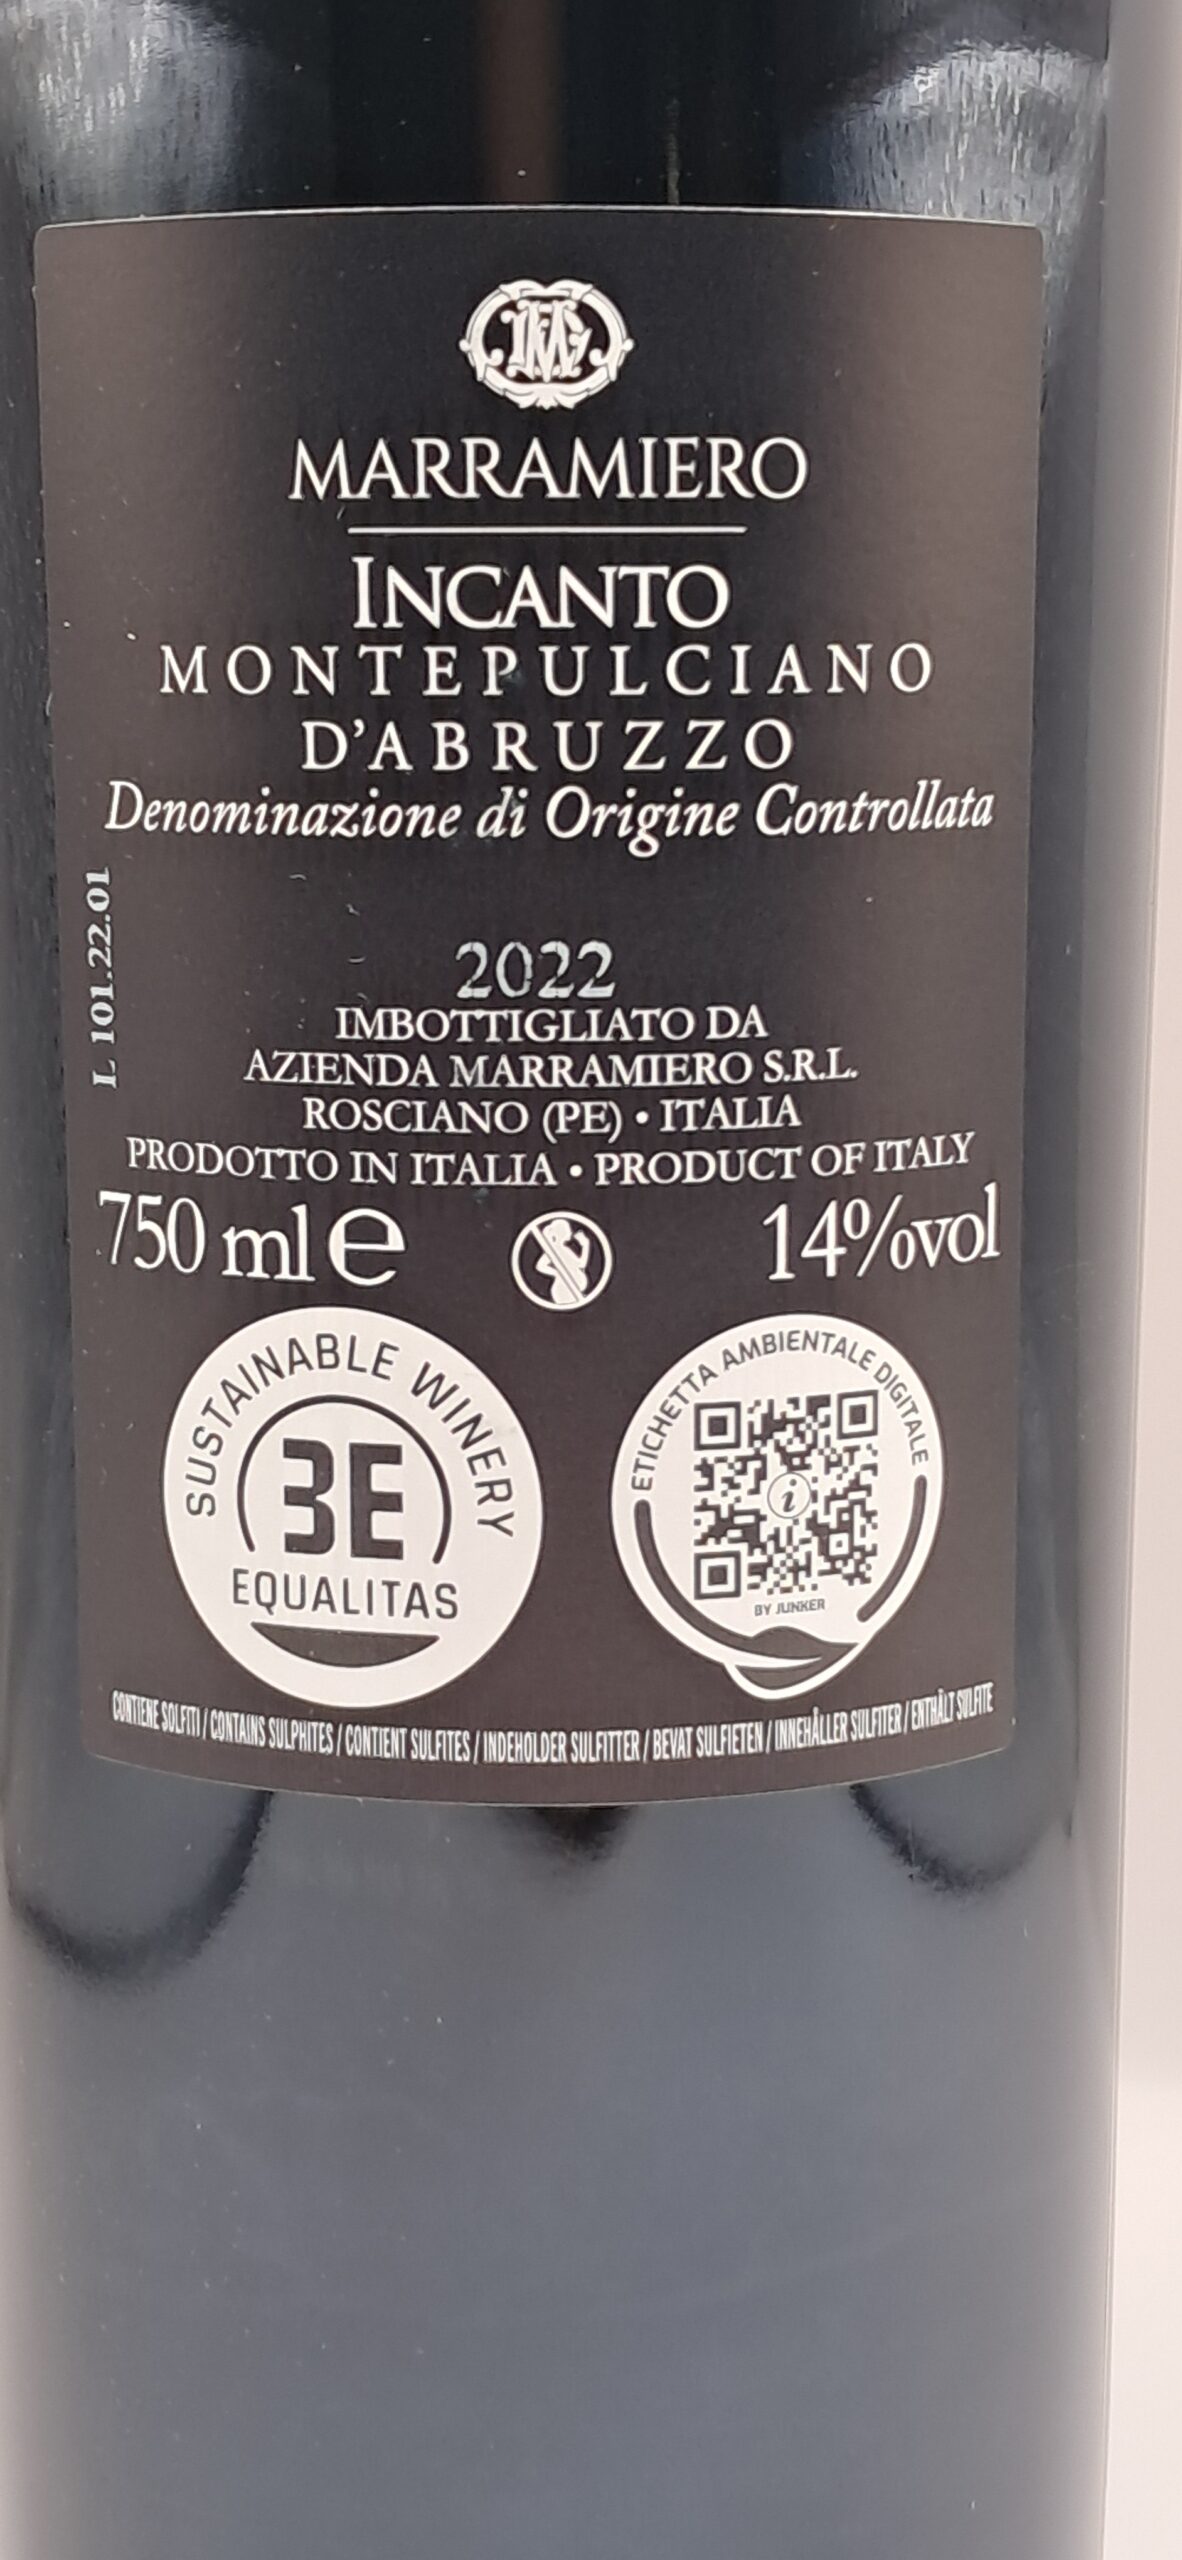 MARRAMIERO
INCANTO
MONTEPULCIANO
D'ABRUZZO
Denominazione di Origine Controllata
L 101.22.01
2022
IMBOTTIGLIATO DA
AZIENDA MARRAMIERO S.R.L.
ROSCIANO (PE) • ITALIA
PRODOTTO IN ITALIA • PRODUCT OF ITALY
750 ml e 14%vol
SUSTAINABLE WINERY
3E
EQUALITAS
ETICHETTA AMBIENTALE DIGITALE
i
BY JUNKER
CONTIENE SOLFITI / CONTAINS SULPHITES / CONTIENT SULFITES / INDEHOLDER SULFITTER / BEVAT SULFIETEN / INNEHÅLLER SULFITER / ENTHÄLT SULFITE